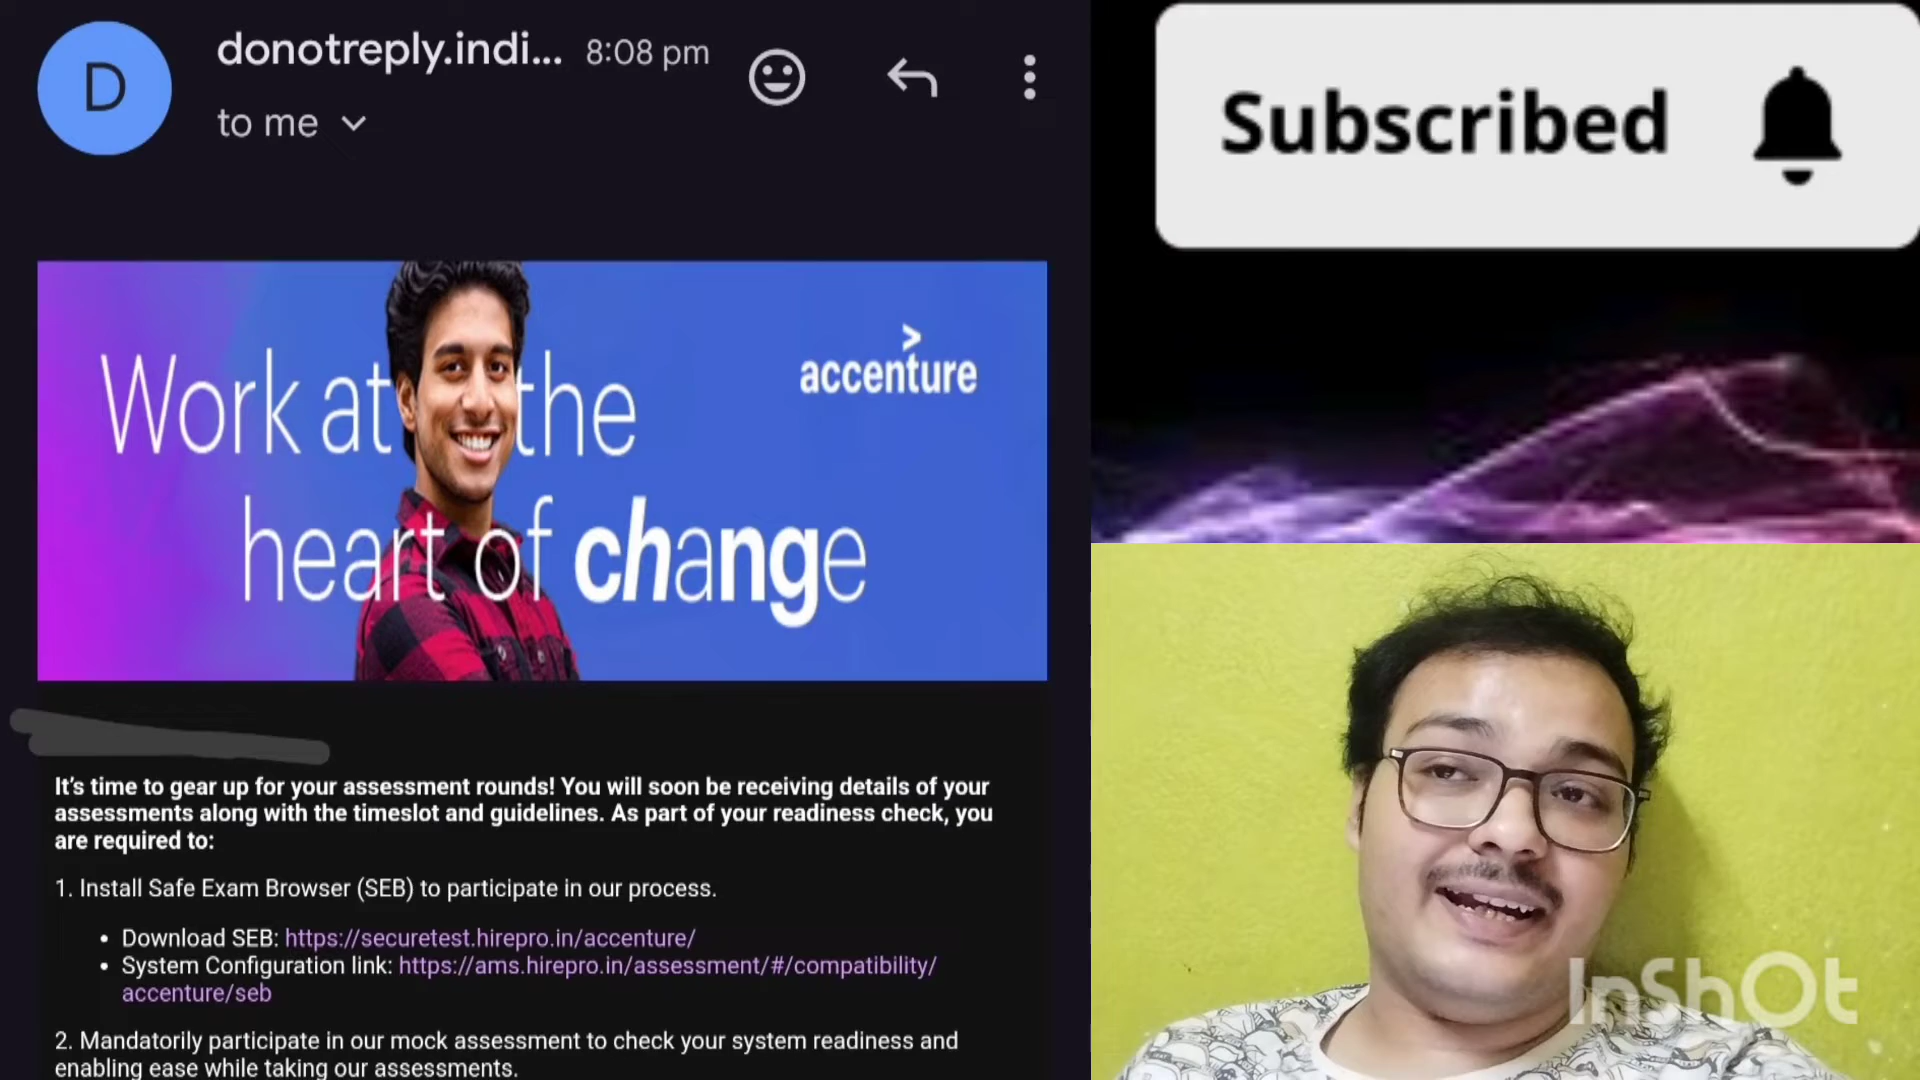 D
donotreply.indi...
8:08 pm
to me
Subscribed
Work at the
heart of change
>
accenture
It's time to gear up for your assessment rounds! You will soon be receiving details of your
assessments along with the timeslot and guidelines. As part of your readiness check, you
are required to:
1. Install Safe Exam Browser (SEB) to participate in our process.
• Download SEB: https://securetest.hirepro.in/accenture/
• System Configuration link: https://ams.hirepro.in/assessment/#/compatibility/
accenture/seb
2. Mandatorily participate in our mock assessment to check your system readiness and
enabling ease while taking our assessments.
InShOt